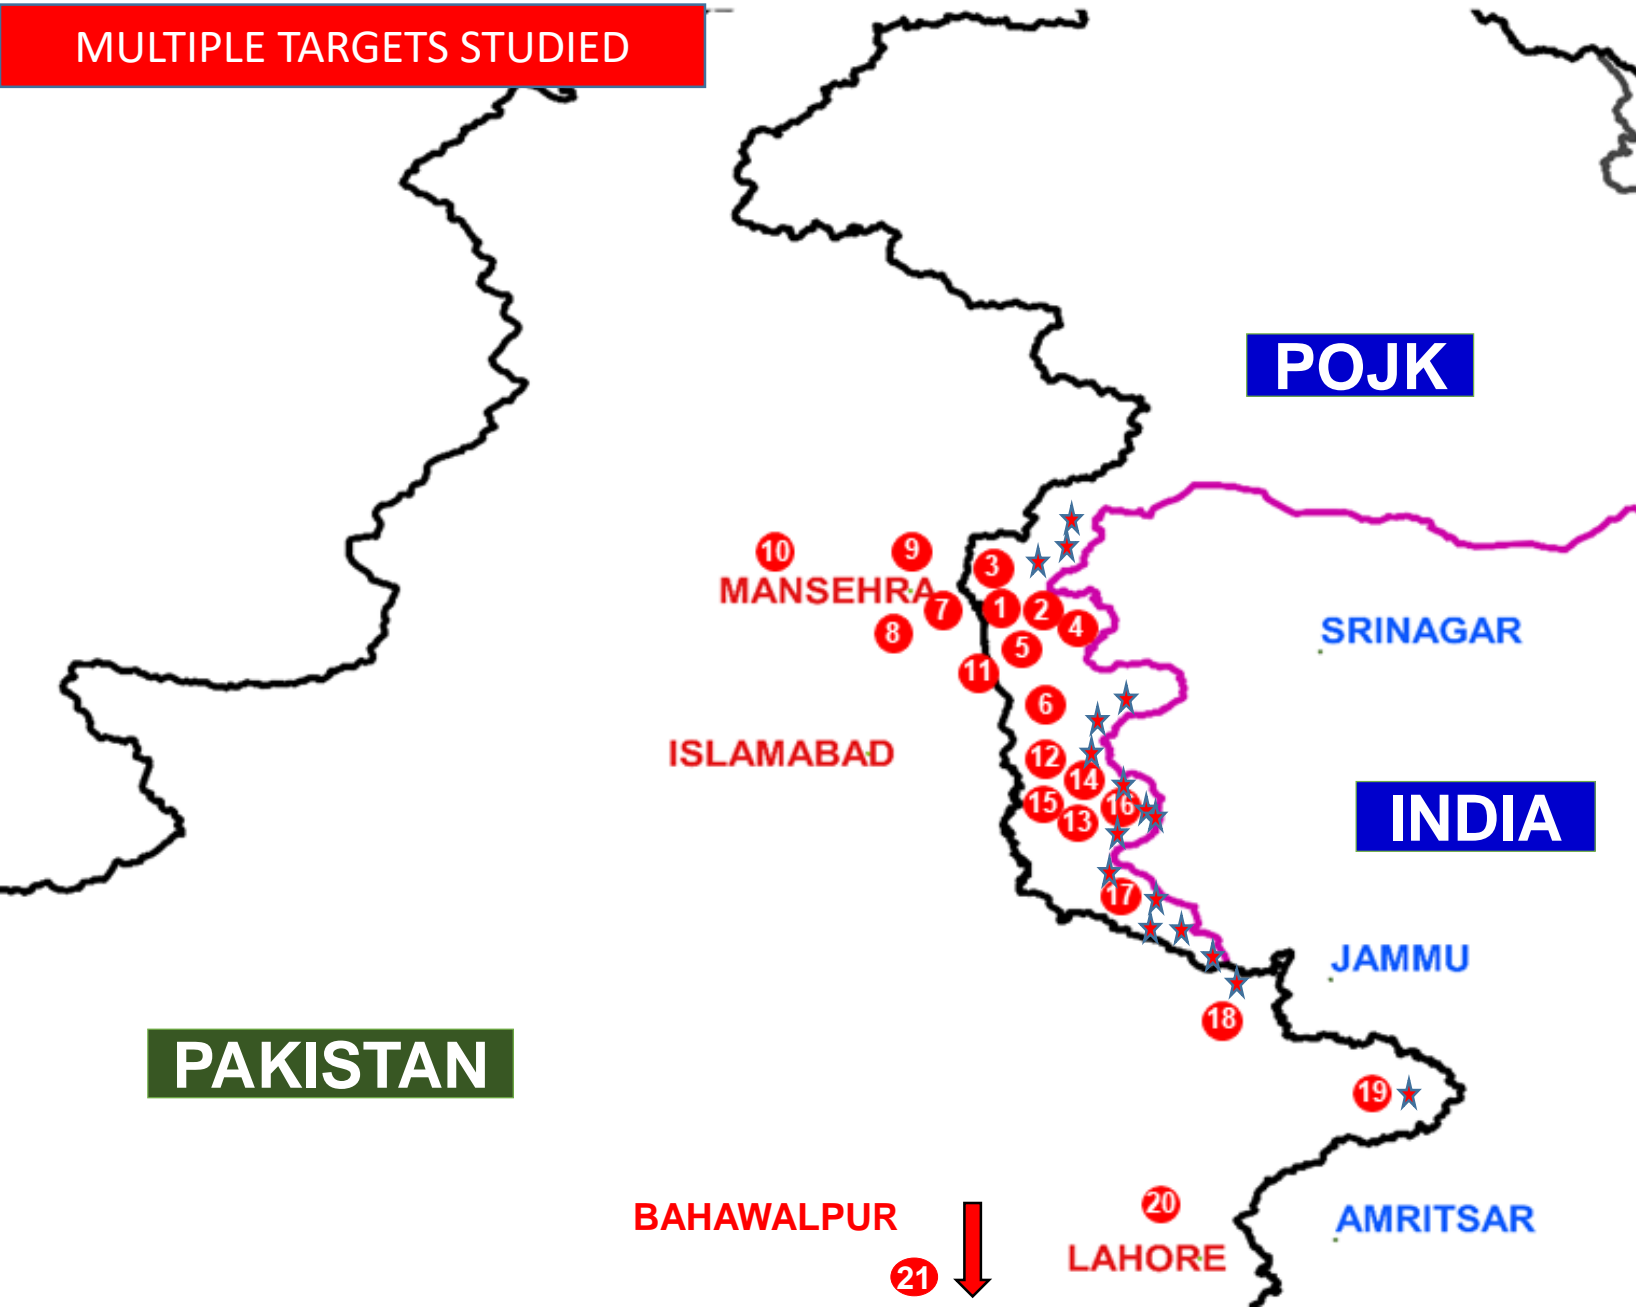 MULTIPLE TARGETS STUDIED
POJK
10
9
3
MANSEHRA
7
1
2
4
8
5
SRINAGAR
11
6
ISLAMABAD
12
14
15
16
13
INDIA
17
JAMMU
18
PAKISTAN
19
20
BAHAWALPUR
AMRITSAR
LAHORE
21